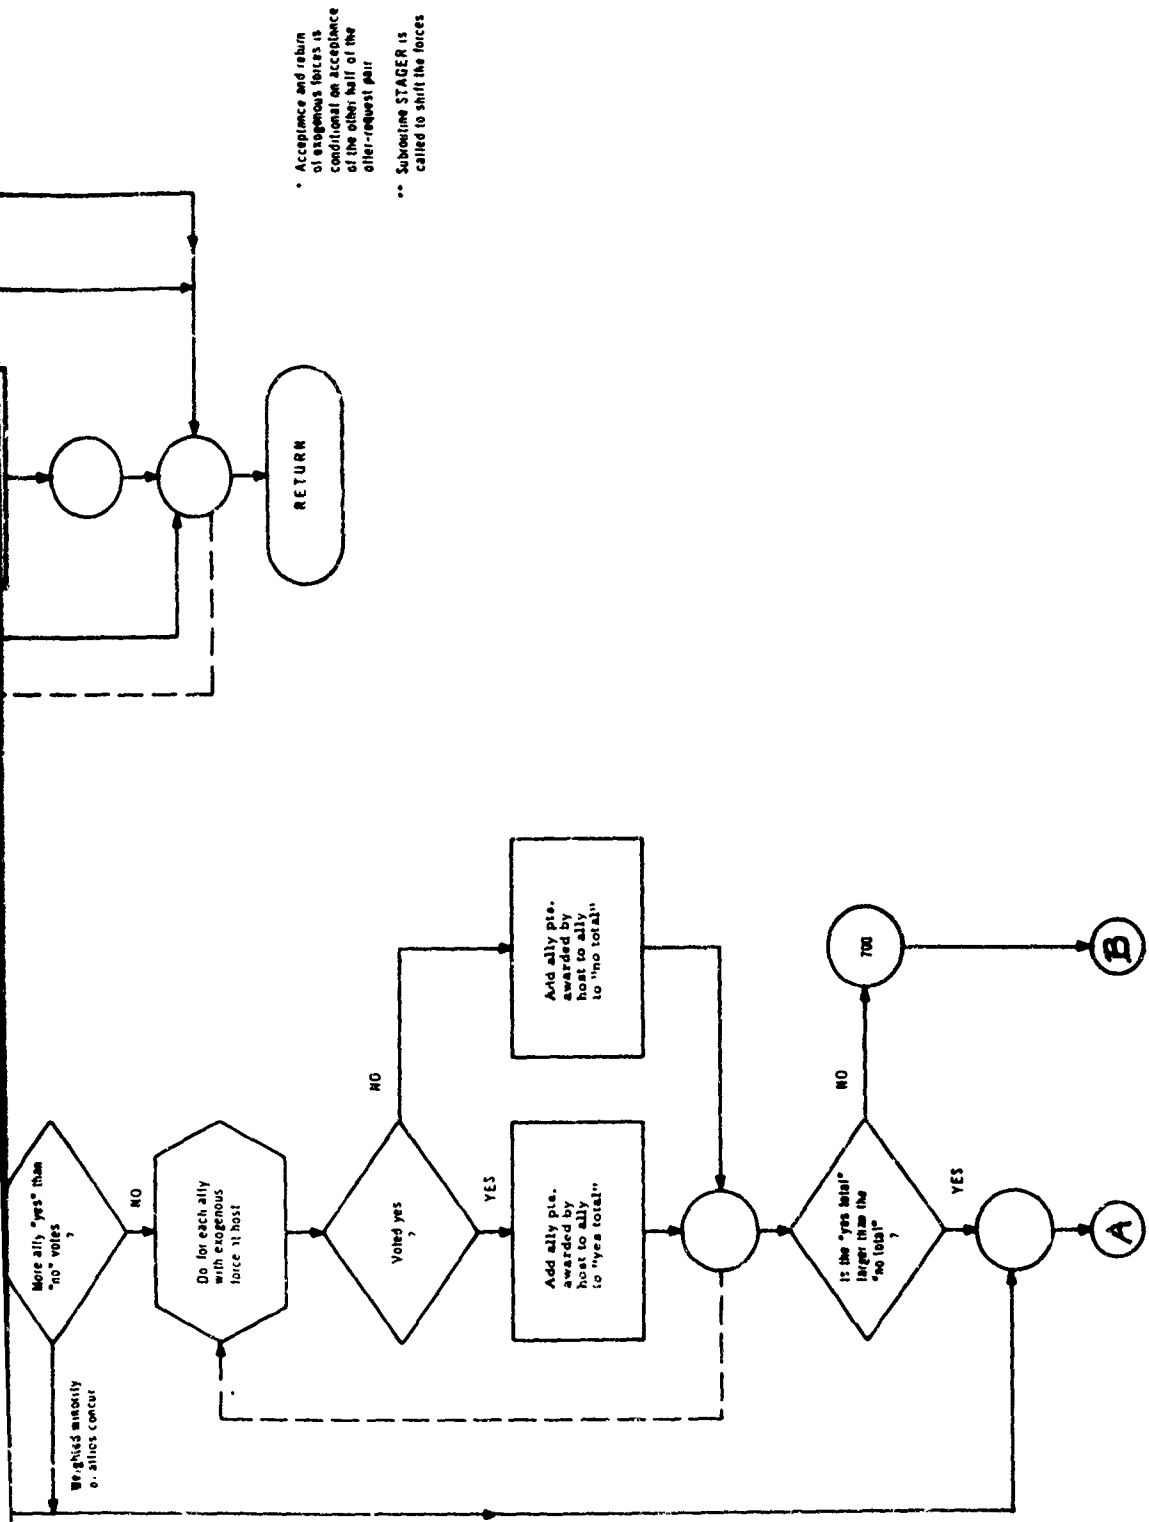 * Acceptance and return
of exogenous forces is
conditional on acceptance
of the other half of the
offer-request pair
** Subroutine STAGER is
called to shift the forces
RETURN
More ally "yes" than
"no" votes
?
NO
Weighted minority
of allies concur
Do for each ally
with exogenous
force at host
Voted yes
?
NO
YES
Add ally pts.
awarded by
host to ally
to "no total"
Add ally pts.
awarded by
host to ally
to "yes total"
Is the "yes total"
larger than the
"no total"
?
NO
700
YES
B
A